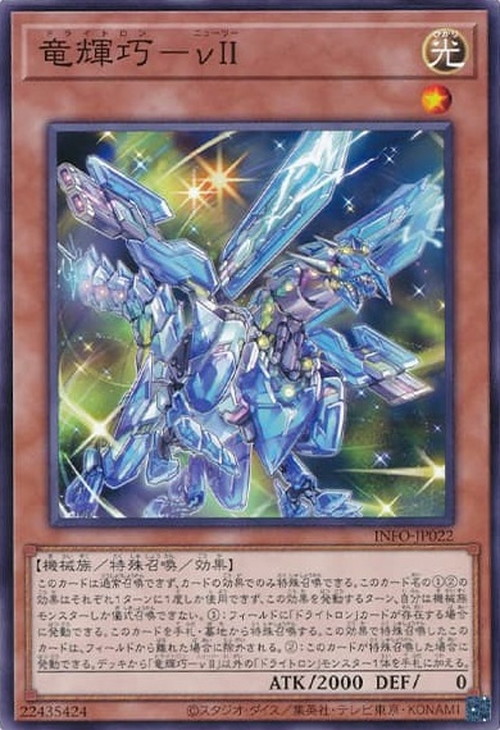 ドライトロン ニューツー
竜輝巧－νⅡ
ひかり
光
INFO-JP022
【機械族／特殊召喚／効果】
このカードは通常召喚できず、カードの効果でのみ特殊召喚できる。このカード名の①②の
効果はそれぞれ1ターンに1度しか使用できず、この効果を発動するターン、自分は機械族
モンスターしか儀式召喚できない。①：フィールドに「ドライトロン」カードが存在する場合
に発動できる。このカードを手札・墓地から特殊召喚する。この効果で特殊召喚したこの
カードは、フィールドから離れた場合に除外される。②：このカードが特殊召喚した場合に
発動できる。デッキから「竜輝巧－νⅡ」以外の「ドライトロン」モンスター1体を手札に加える。
ATK/2000 DEF/ 0
22435424 ©スタジオ・ダイス／集英社・テレビ東京・KONAMI